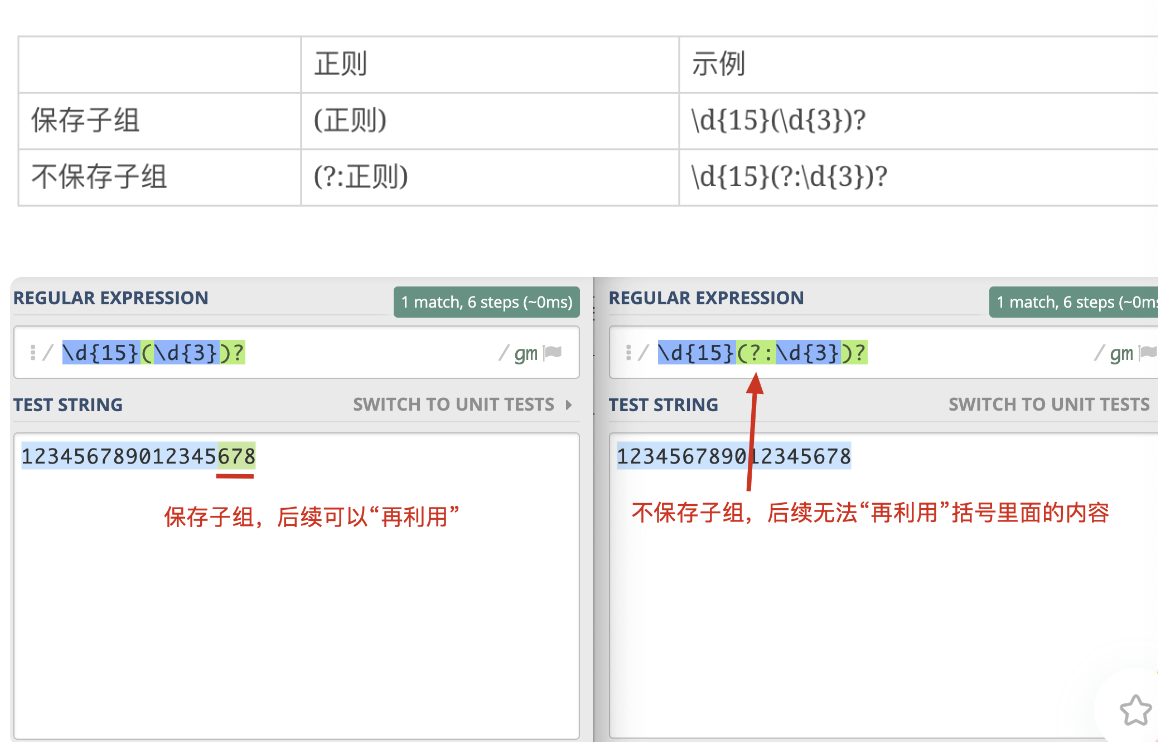 正则 示例
保存子组 (正则) \d{15}(\d{3})?
不保存子组 (?:正则) \d{15}(?:\d{3})?
REGULAR EXPRESSION 1 match, 6 steps (~0ms)
/ \d{15}(\d{3})? / gm
TEST STRING SWITCH TO UNIT TESTS
123456789012345678
保存子组，后续可以“再利用”
REGULAR EXPRESSION 1 match, 6 steps (~0ms
/ \d{15}(?:\d{3})? / gm
TEST STRING SWITCH TO UNIT TESTS
123456789012345678
不保存子组，后续无法“再利用”括号里面的内容